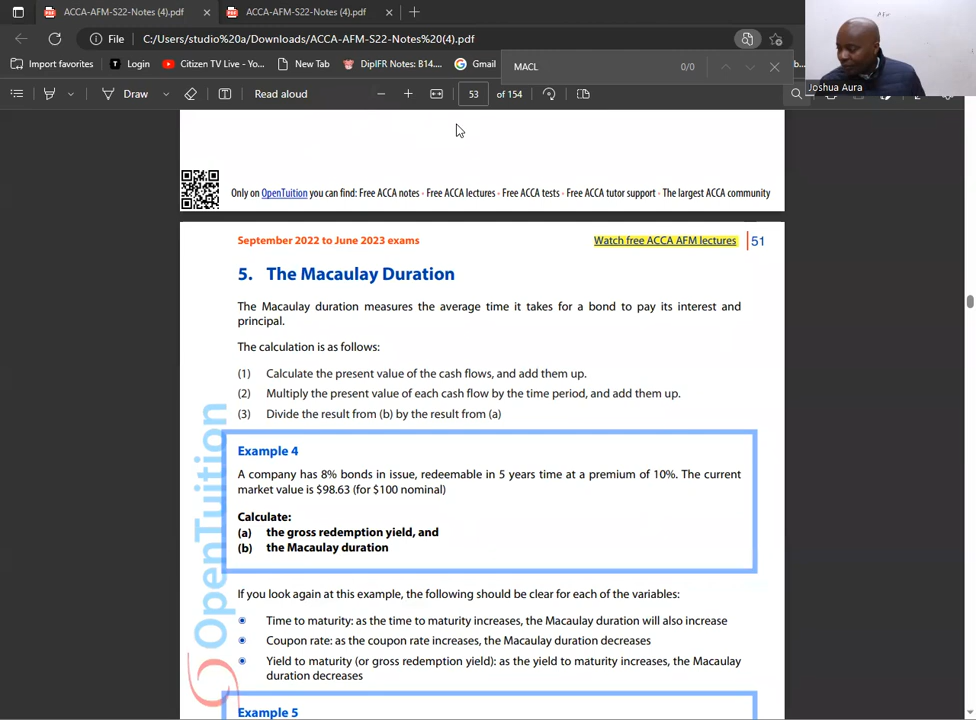 ACCA-AFM-S22-Notes (4).pdf
ACCA-AFM-S22-Notes (4).pdf
File
C:/Users/studio%20a/Downloads/ACCA-AFM-S22-Notes%20(4).pdf
Import favorites
Login
Citizen TV Live - Yo...
New Tab
DipIFR Notes: B14....
Gmail
MACL
0/0
Joshua Aura
Draw
Read aloud
53 of 154
Only on OpenTuition you can find: Free ACCA notes • Free ACCA lectures • Free ACCA tests • Free ACCA tutor support • The largest ACCA community
September 2022 to June 2023 exams
Watch free ACCA AFM lectures
51
5. The Macaulay Duration
The Macaulay duration measures the average time it takes for a bond to pay its interest and
principal.
The calculation is as follows:
(1) Calculate the present value of the cash flows, and add them up.
(2) Multiply the present value of each cash flow by the time period, and add them up.
(3) Divide the result from (b) by the result from (a)
OpenTuition
Example 4
A company has 8% bonds in issue, redeemable in 5 years time at a premium of 10%. The current
market value is $98.63 (for $100 nominal)
Calculate:
(a) the gross redemption yield, and
(b) the Macaulay duration
If you look again at this example, the following should be clear for each of the variables:
Time to maturity: as the time to maturity increases, the Macaulay duration will also increase
Coupon rate: as the coupon rate increases, the Macaulay duration decreases
Yield to maturity (or gross redemption yield): as the yield to maturity increases, the Macaulay
duration decreases
Example 5